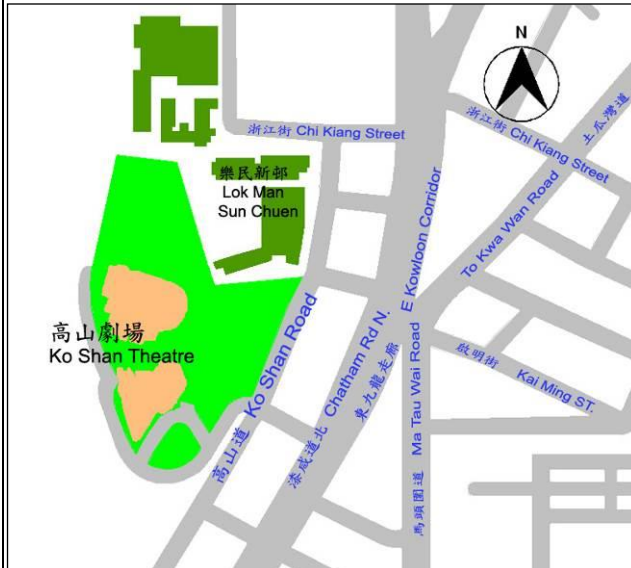 N
浙江街 Chi Kiang Street
浙江街 Chi Kiang Street
土瓜灣道
To Kwa Wan Road
樂民新邨
Lok Man
Sun Chuen
E Kowloon Corridor
東九龍走廊
高山劇場
Ko Shan Theatre
高山道 Ko Shan Road
漆咸道北 Chatham Rd N.
馬頭圍道 Ma Tau Wai Road
啟明街 Kai Ming ST.